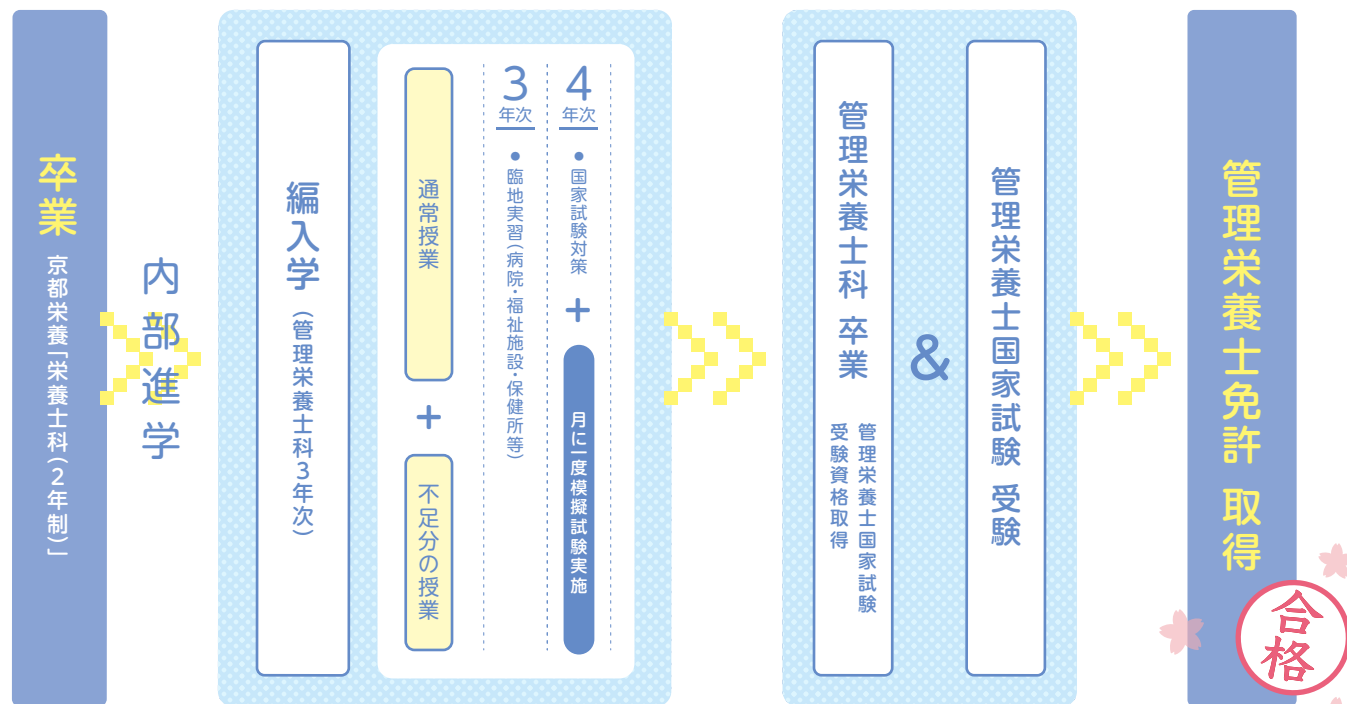 卒業 京都栄養「栄養士科(2年制)」
内部進学
編入学(管理栄養士科3年次)
通常授業
+
不足分の授業
3年次
●臨地実習(病院・福祉施設・保健所等)
4年次
●国家試験対策
+
月に一度模擬試験実施
管理栄養士科 卒業
管理栄養士国家試験
受験資格取得
&
管理栄養士国家試験 受験
管理栄養士免許 取得
合格